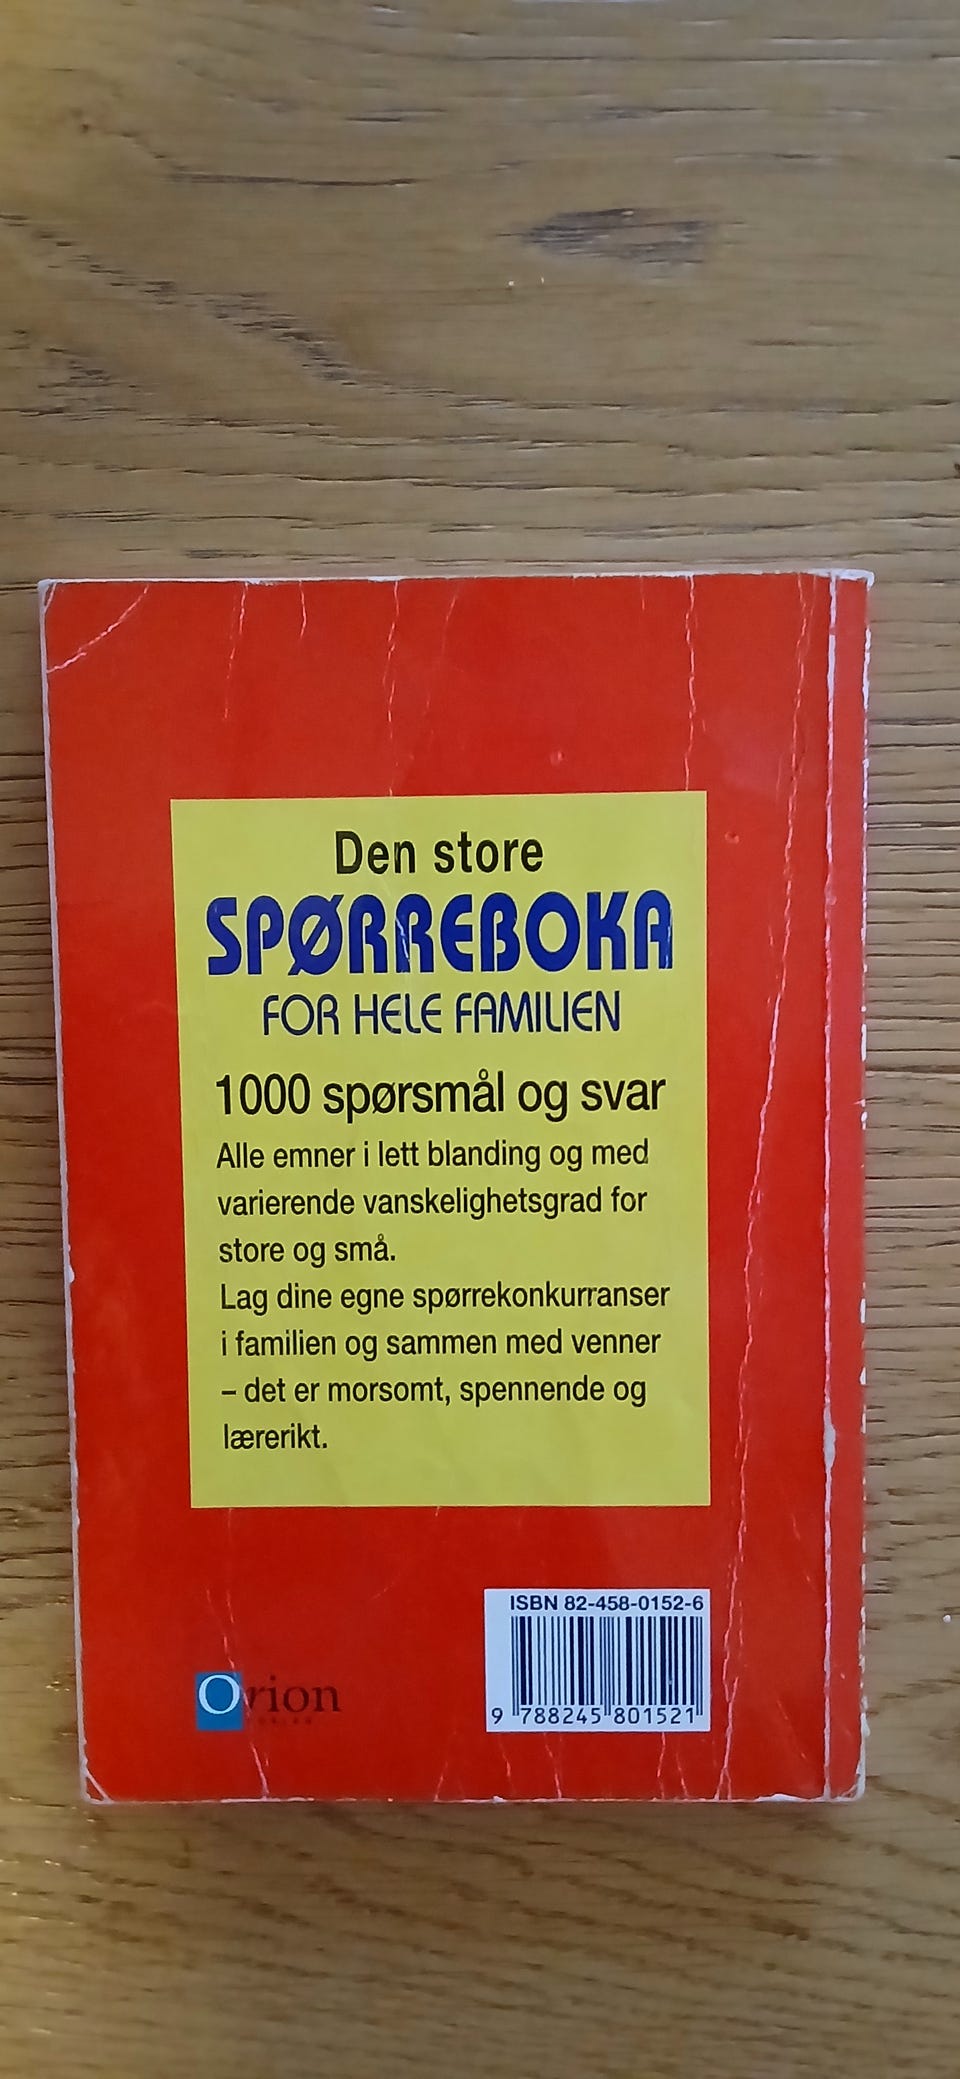 Den store
SPØRREBOKA
FOR HELE FAMILIEN
1000 spørsmål og svar
Alle emner i lett blanding og med
varierende vanskelighetsgrad for
store og små.
Lag dine egne spørrekonkurranser
i familien og sammen med venner
– det er morsomt, spennende og
lærerikt.
ISBN 82-458-0152-6
Orion
9 788245 801521